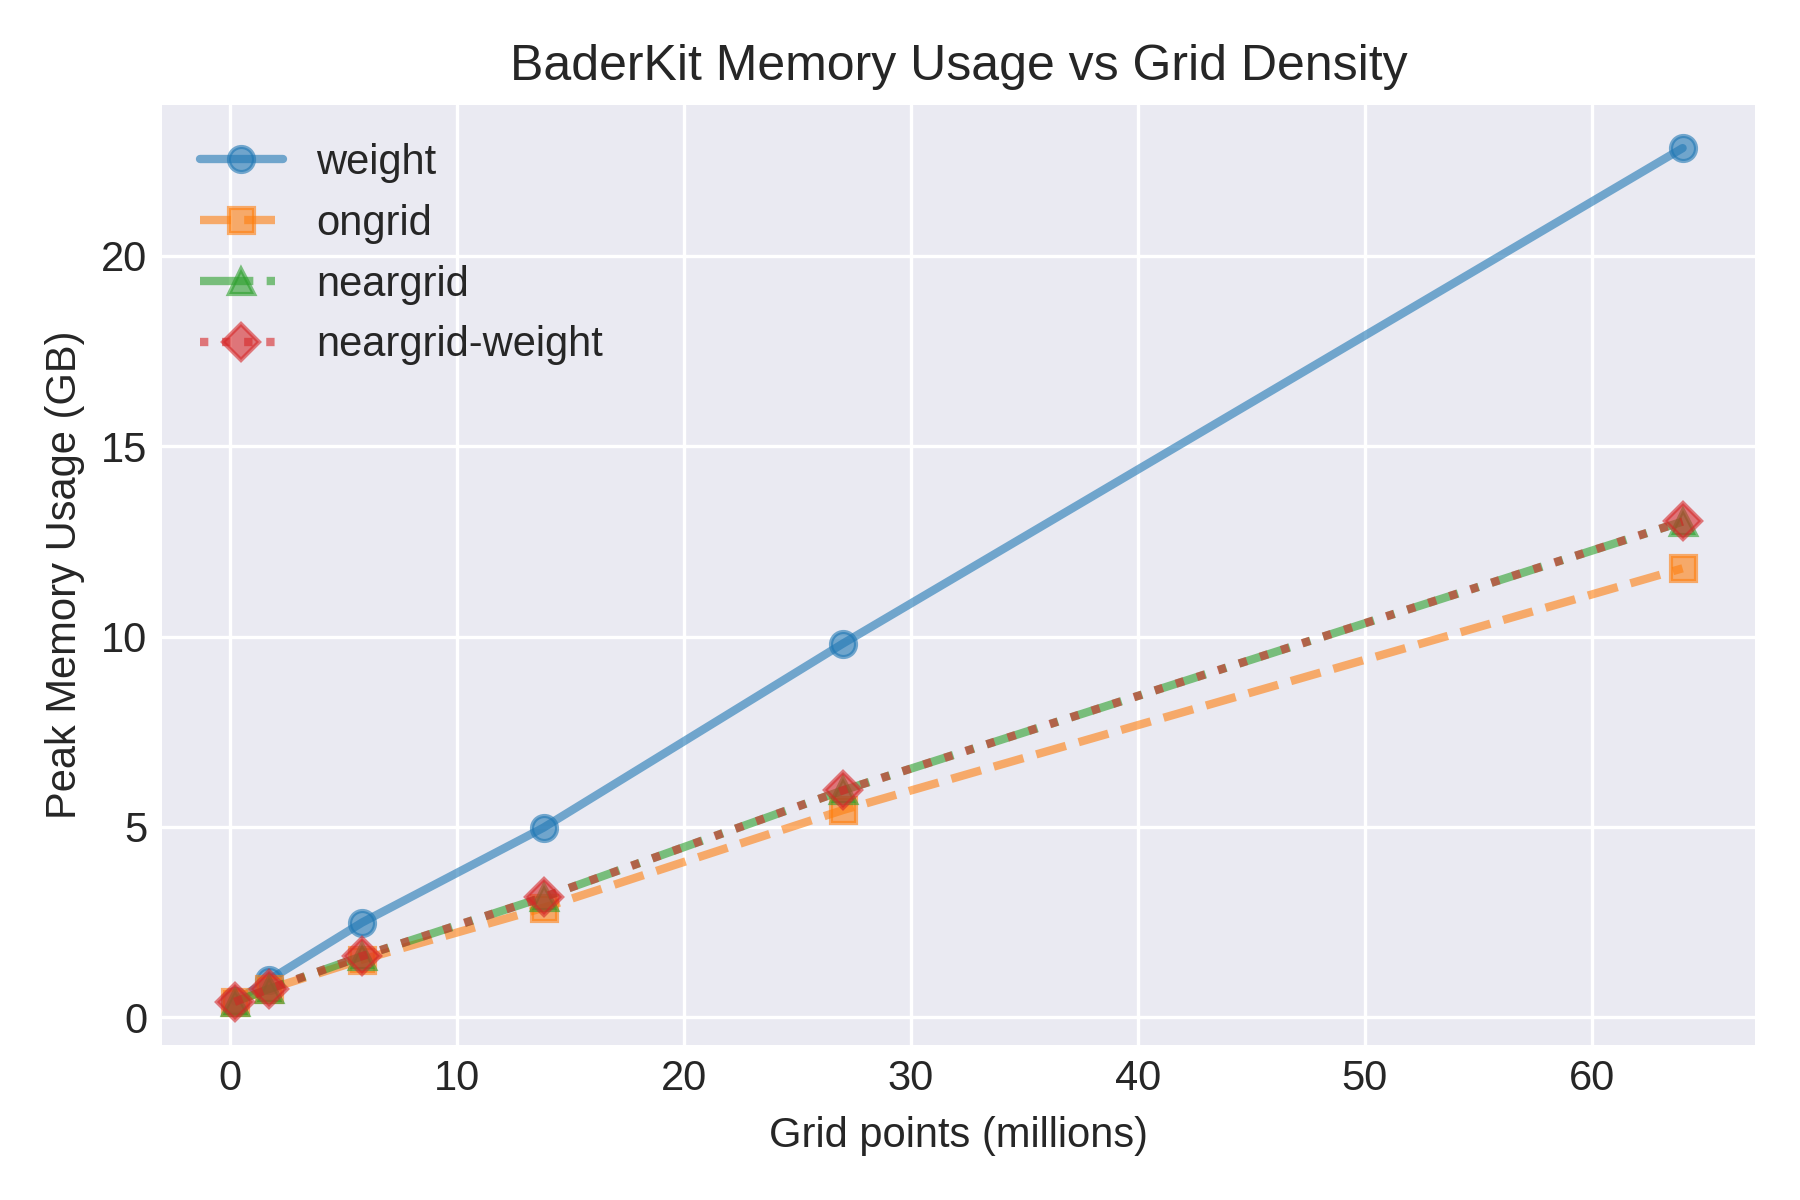 BaderKit Memory Usage vs Grid Density
weight
ongrid
neargrid
neargrid-weight
Peak Memory Usage (GB)
20
15
10
5
0
0 10 20 30 40 50 60
Grid points (millions)